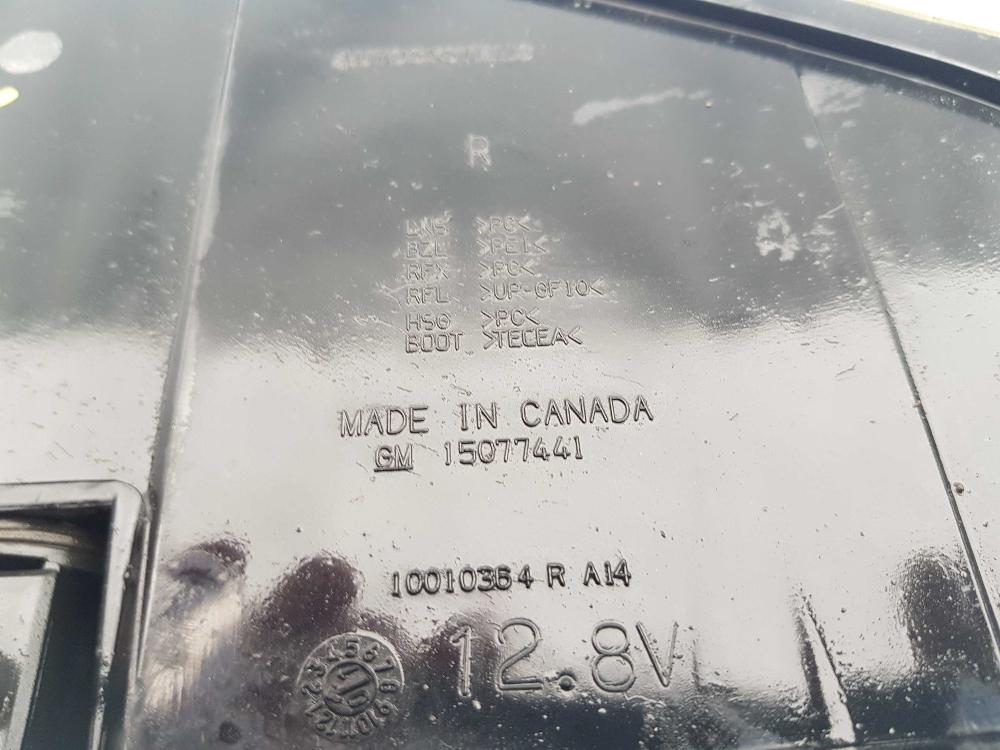 R
LNS >PC<
BZL >PEI<
RFX >PC<
RFL >UP-GF10<
HSG >PC<
BOOT >TECEA<
MADE IN CANADA
GM 15077441
10010364 R A14
12.8V